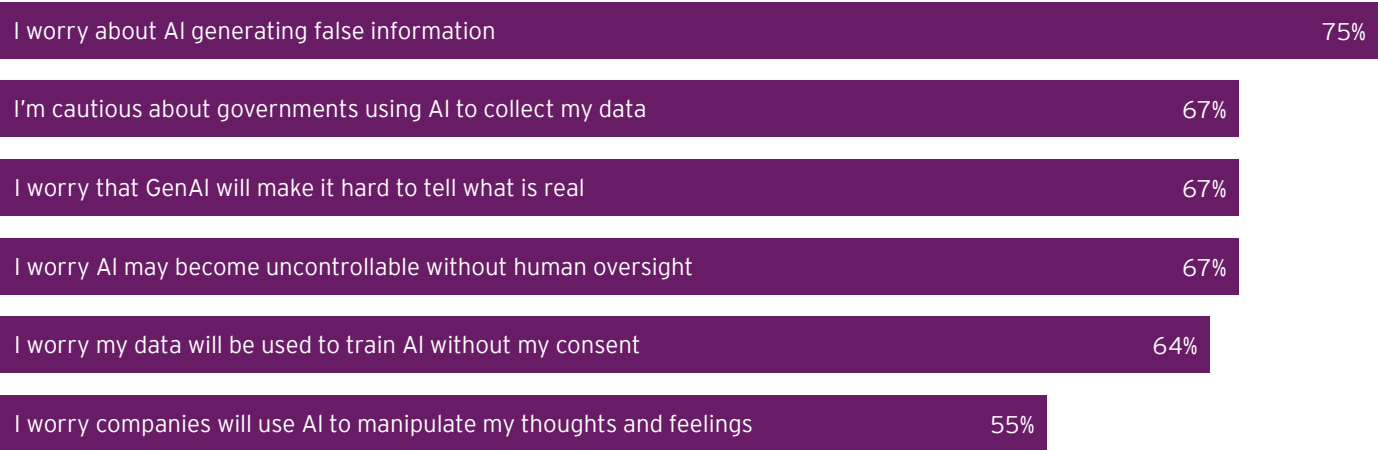 I worry about AI generating false information 75%
I’m cautious about governments using AI to collect my data 67%
I worry that GenAI will make it hard to tell what is real 67%
I worry AI may become uncontrollable without human oversight 67%
I worry my data will be used to train AI without my consent 64%
I worry companies will use AI to manipulate my thoughts and feelings 55%